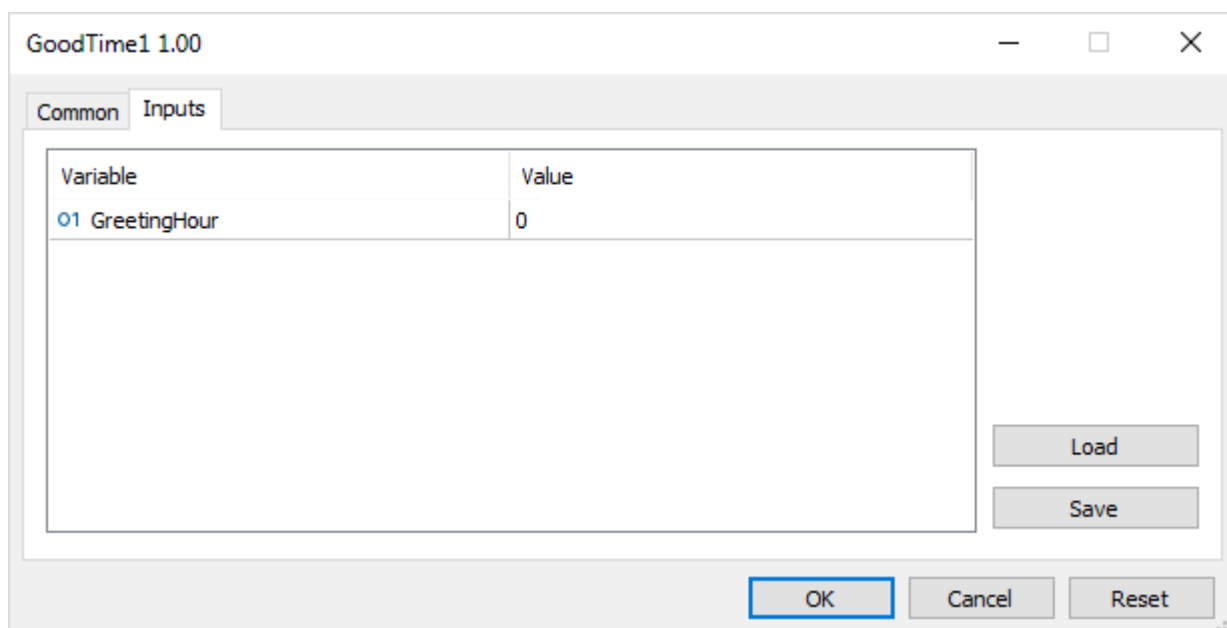 GoodTime1 1.00
Common Inputs
Variable Value
01 GreetingHour 0
Load
Save
OK Cancel Reset